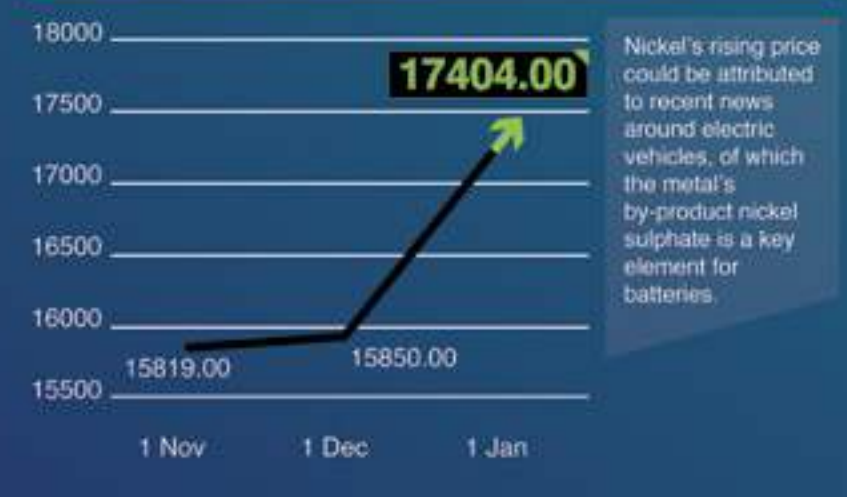 18000
17404.00
17500
17000
16500
16000
15819.00
15850.00
15500
1 Nov
1 Dec
1 Jan
Nickel's rising price
could be attributed
to recent news
around electric
vehicles, of which
the metal's
by-product nickel
sulphate is a key
element for
batteries.